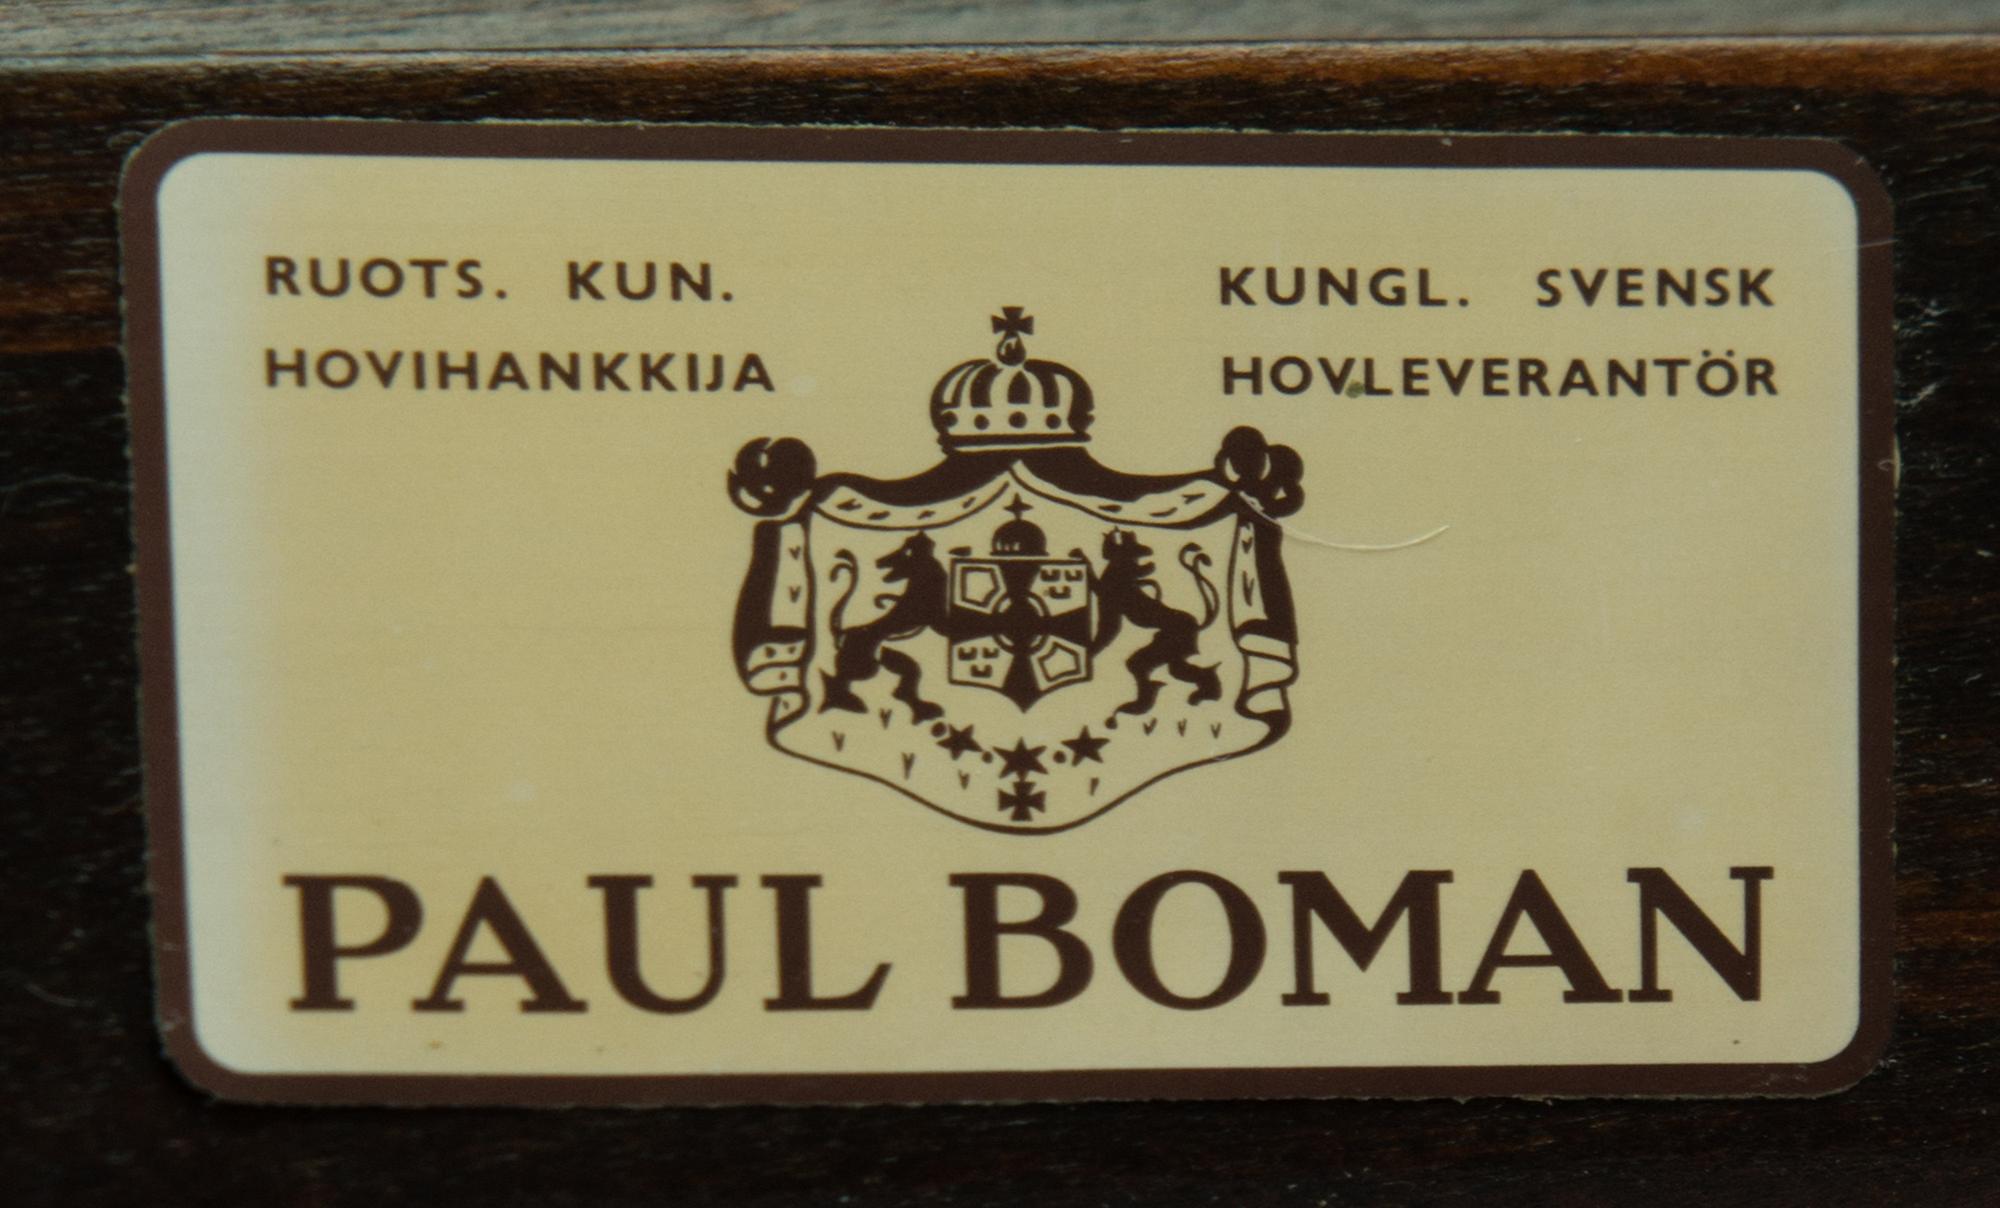 RUOTS. KUN.
HOVIHANKKIJA
KUNGL. SVENSK
HOVLEVERANTÖR
PAUL BOMAN